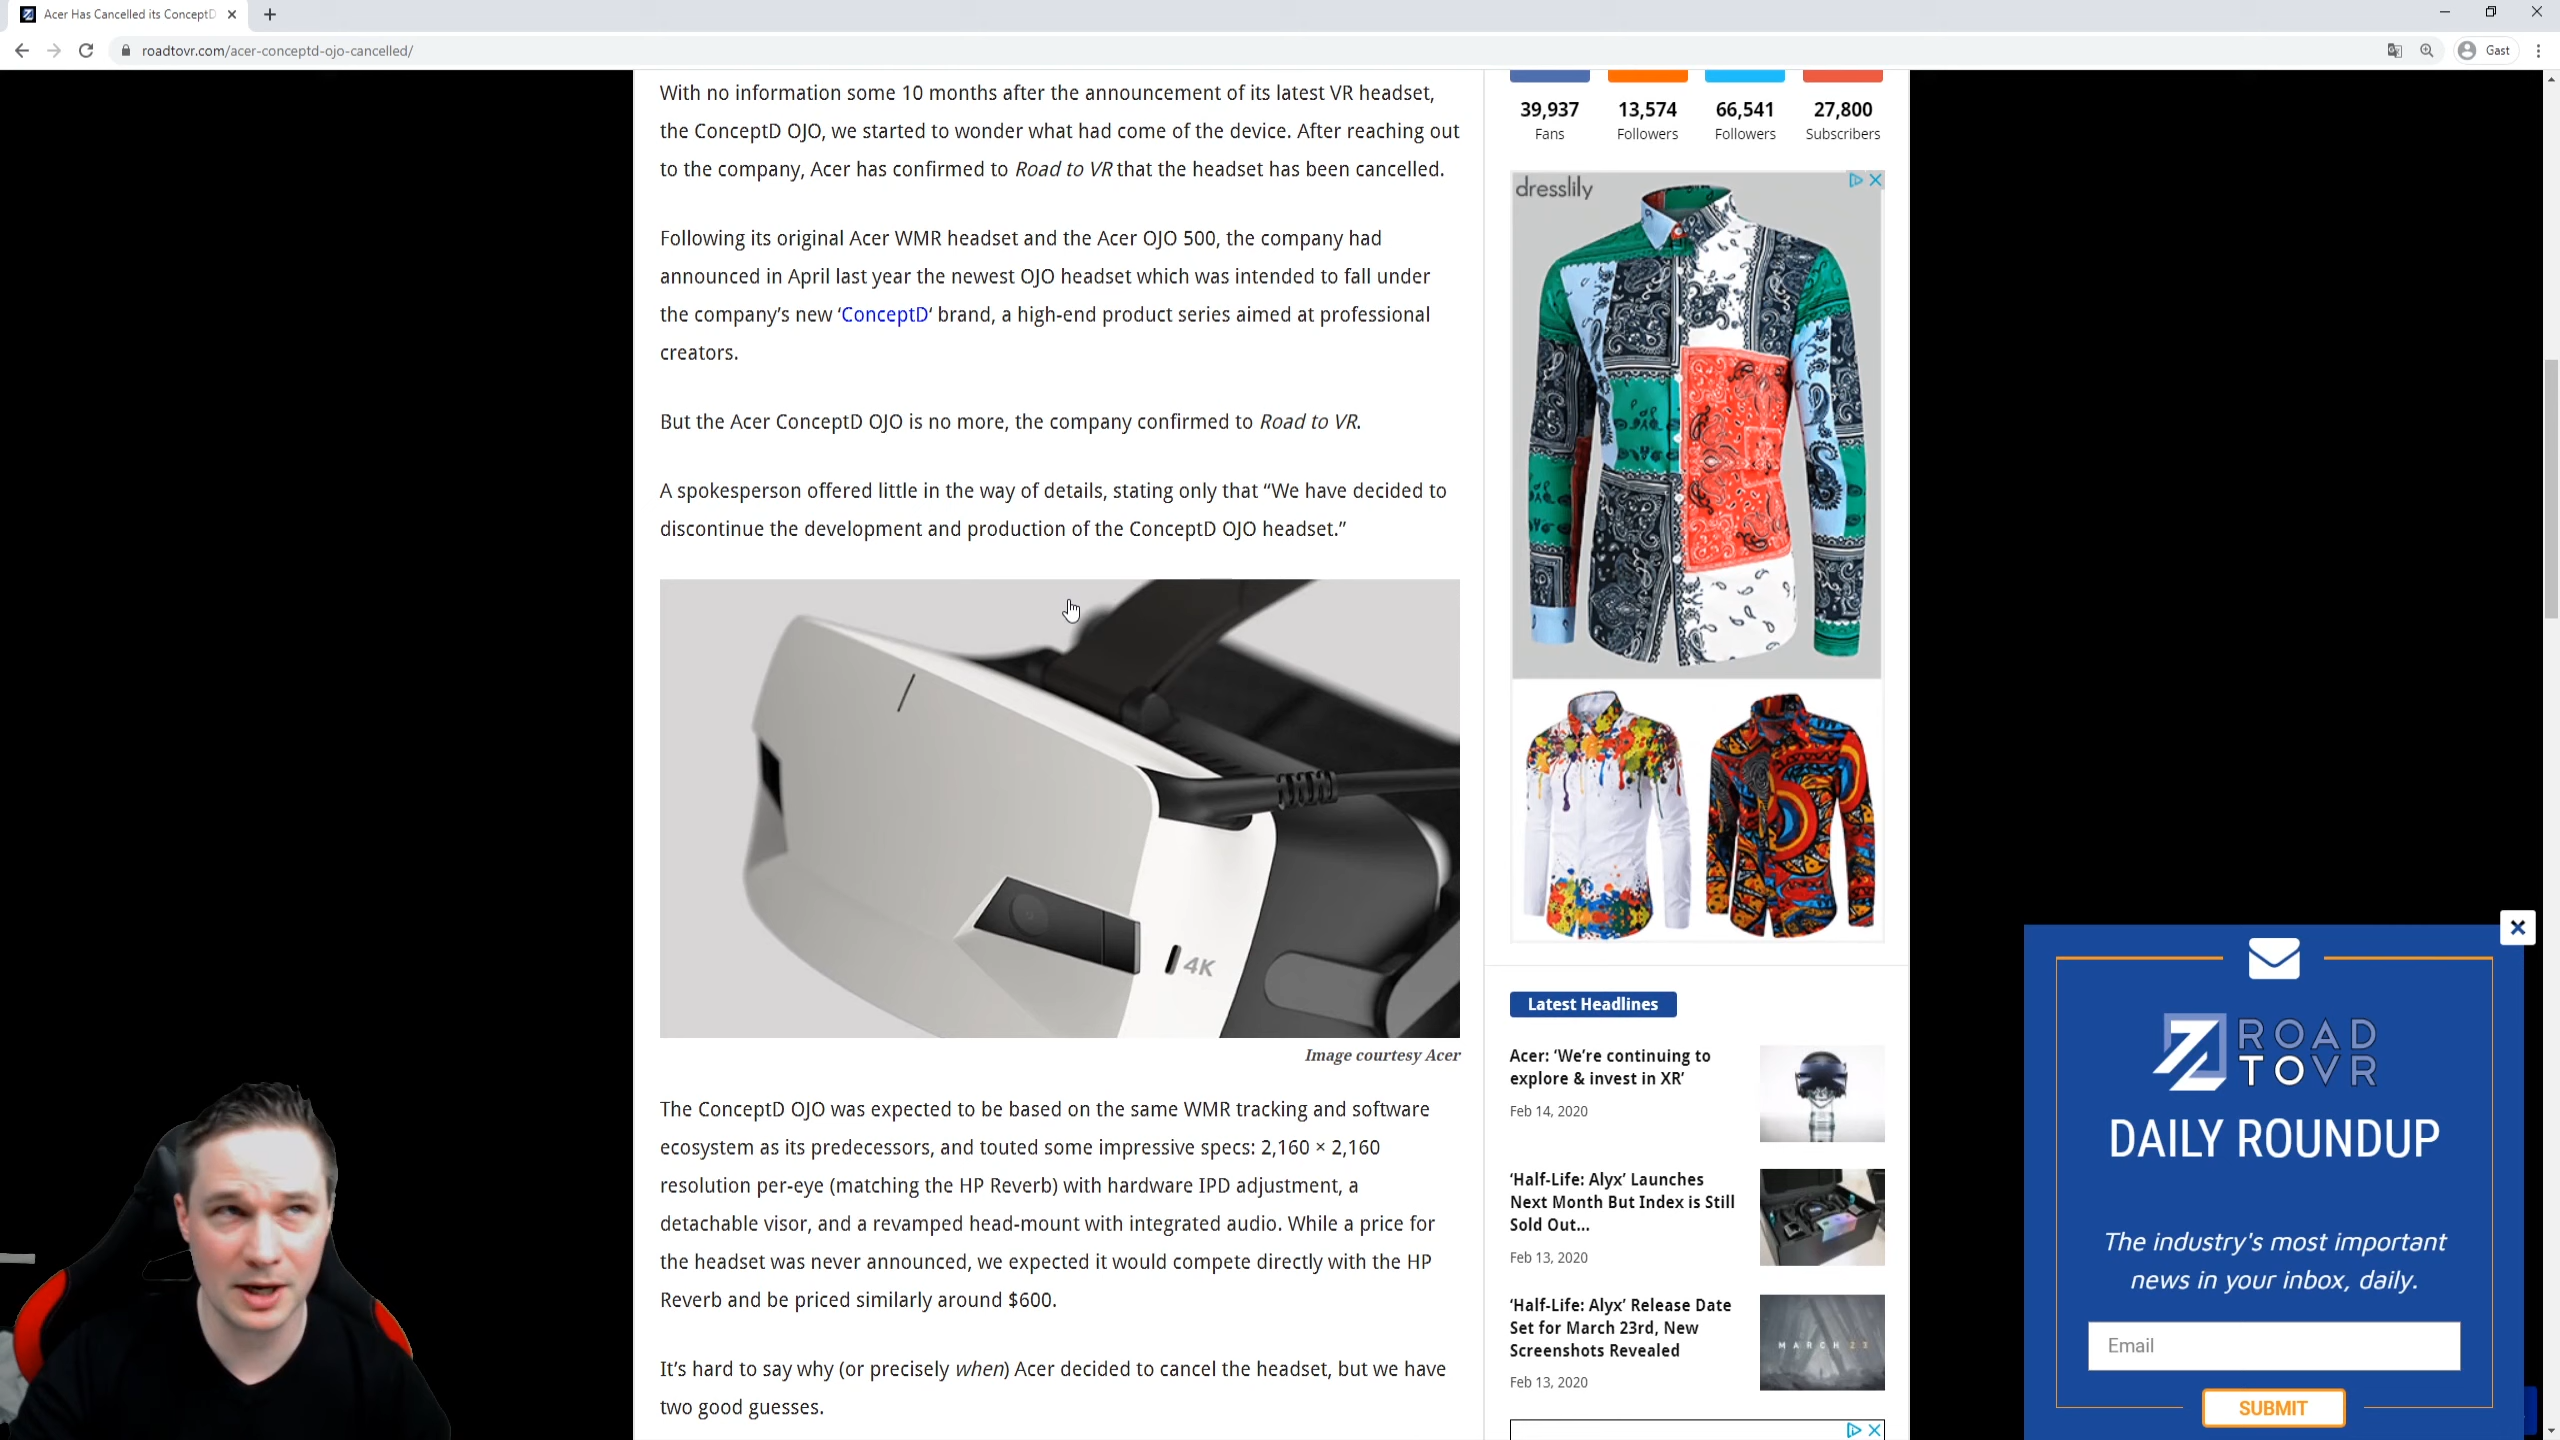 Acer Has Cancelled its ConceptD
roadtovr.com/acer-conceptd-ojo-cancelled/
Gast
With no information some 10 months after the announcement of its latest VR headset,
the ConceptD OJO, we started to wonder what had come of the device. After reaching out
to the company, Acer has confirmed to Road to VR that the headset has been cancelled.
Following its original Acer WMR headset and the Acer OJO 500, the company had
announced in April last year the newest OJO headset which was intended to fall under
the company’s new ‘ConceptD‘ brand, a high-end product series aimed at professional
creators.
But the Acer ConceptD OJO is no more, the company confirmed to Road to VR.
A spokesperson offered little in the way of details, stating only that “We have decided to
discontinue the development and production of the ConceptD OJO headset.”
4K
Image courtesy Acer
The ConceptD OJO was expected to be based on the same WMR tracking and software
ecosystem as its predecessors, and touted some impressive specs: 2,160 × 2,160
resolution per-eye (matching the HP Reverb) with hardware IPD adjustment, a
detachable visor, and a revamped head-mount with integrated audio. While a price for
the headset was never announced, we expected it would compete directly with the HP
Reverb and be priced similarly around $600.
It’s hard to say why (or precisely when) Acer decided to cancel the headset, but we have
two good guesses.
39,937 13,574 66,541 27,800
Fans Followers Followers Subscribers
dresslily
Latest Headlines
Acer: ‘We’re continuing to
explore & invest in XR’
Feb 14, 2020
‘Half-Life: Alyx’ Launches
Next Month But Index is Still
Sold Out...
Feb 13, 2020
‘Half-Life: Alyx’ Release Date
Set for March 23rd, New
Screenshots Revealed
Feb 13, 2020
MARCH 23
ROAD
TOVR
DAILY ROUNDUP
The industry's most important
news in your inbox, daily.
Email
SUBMIT